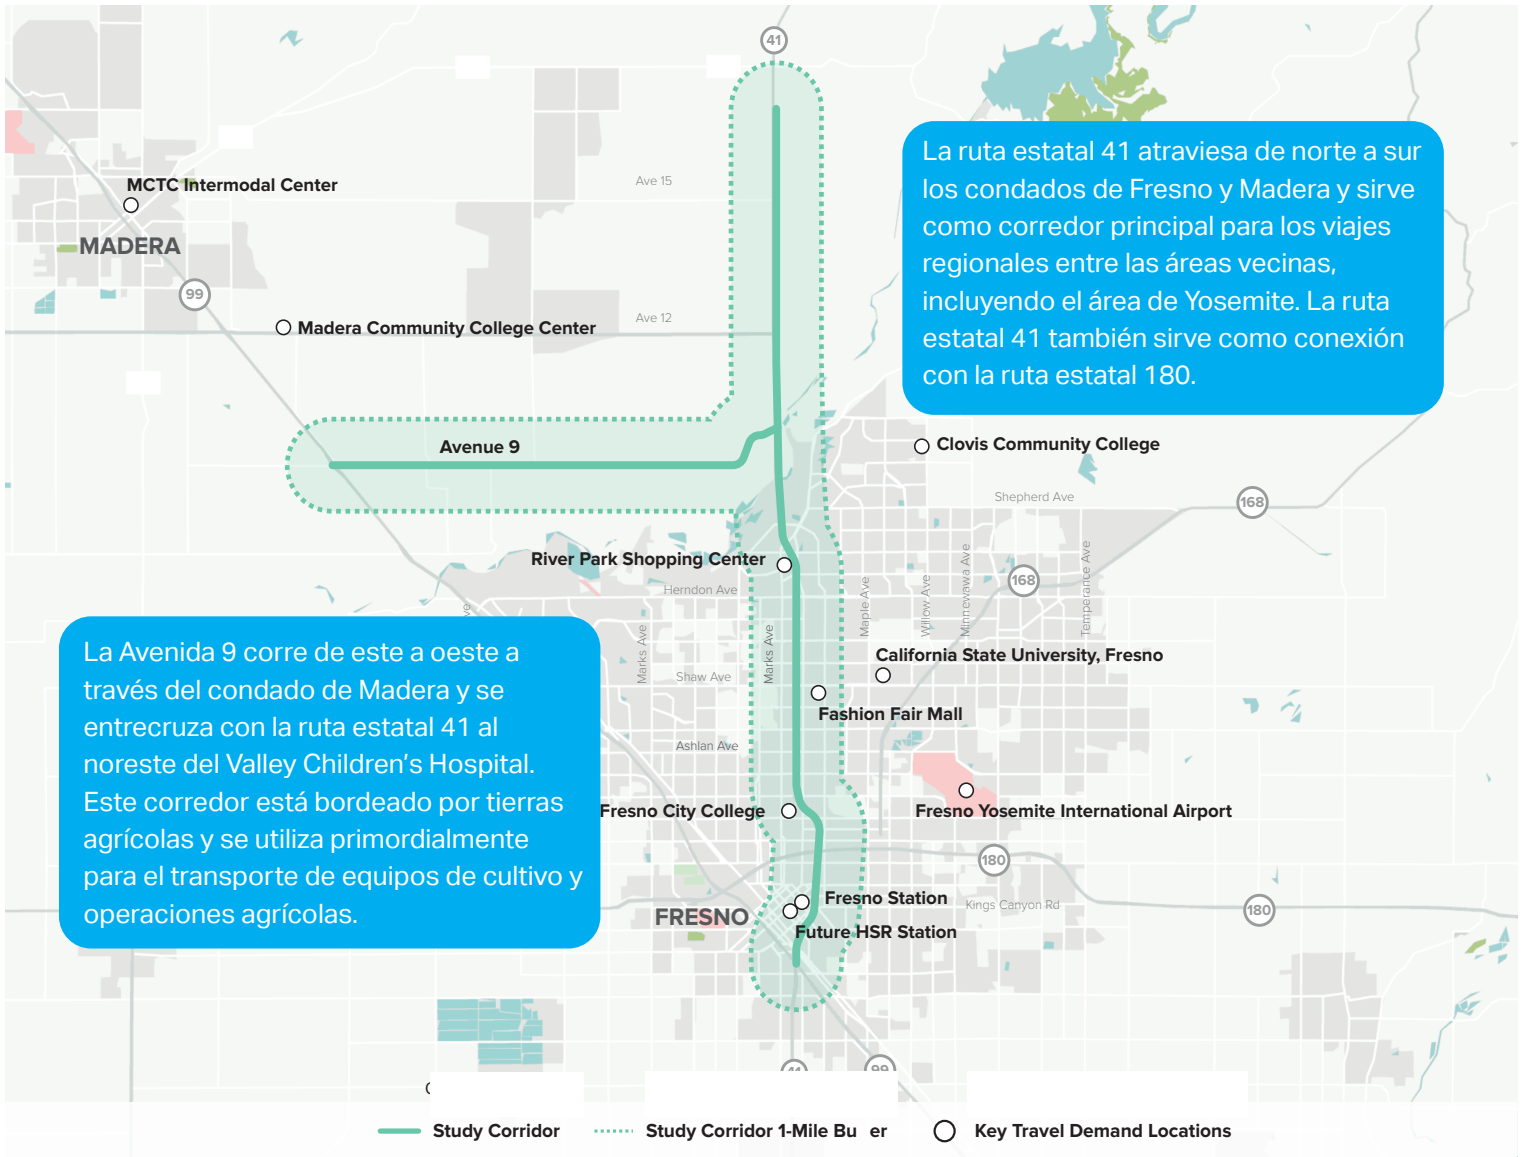 41
La ruta estatal 41 atraviesa de norte a sur
los condados de Fresno y Madera y sirve
como corredor principal para los viajes
regionales entre las áreas vecinas,
incluyendo el área de Yosemite. La ruta
estatal 41 también sirve como conexión
con la ruta estatal 180.
MCTC Intermodal Center
Ave 15
MADERA
99
Madera Community College Center
Ave 12
Avenue 9
Clovis Community College
Shepherd Ave
168
River Park Shopping Center
Herndon Ave
168
Maple Ave
Willow Ave
Minnewawa Ave
Temperance Ave
Marks Ave
Marks Ave
Shaw Ave
California State University, Fresno
Fashion Fair Mall
Ashlan Ave
La Avenida 9 corre de este a oeste a
través del condado de Madera y se
entrecruza con la ruta estatal 41 al
noreste del Valley Children's Hospital.
Este corredor está bordeado por tierras
agrícolas y se utiliza primordialmente
para el transporte de equipos de cultivo y
operaciones agrícolas.
Fresno City College
Fresno Yosemite International Airport
180
Fresno Station
Kings Canyon Rd
180
FRESNO
Future HSR Station
41
99
Study Corridor
Study Corridor 1-Mile Bu er
Key Travel Demand Locations